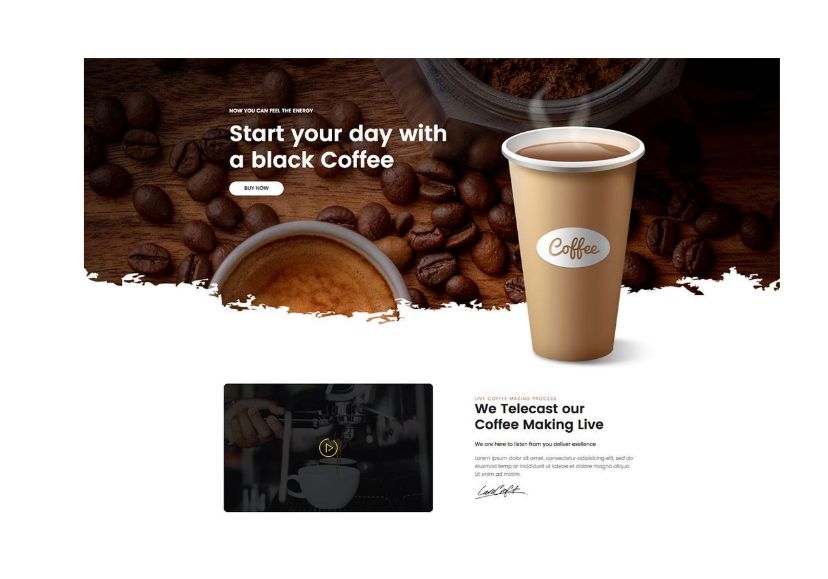 NOW YOU CAN FEEL THE ENERGY
Start your day with
a black Coffee
BUY NOW
Coffee
LIVE COFFEE MAKING PROCESS.
We Telecast our
Coffee Making Live
We are here to listen from you deliver exellence
Lorem ipsum dolor sit amet, consectetur adipisicing elit, sed do
eiusmod temp or incididunt ut labore et dolore magna aliqua.
Ut enim ad minim.